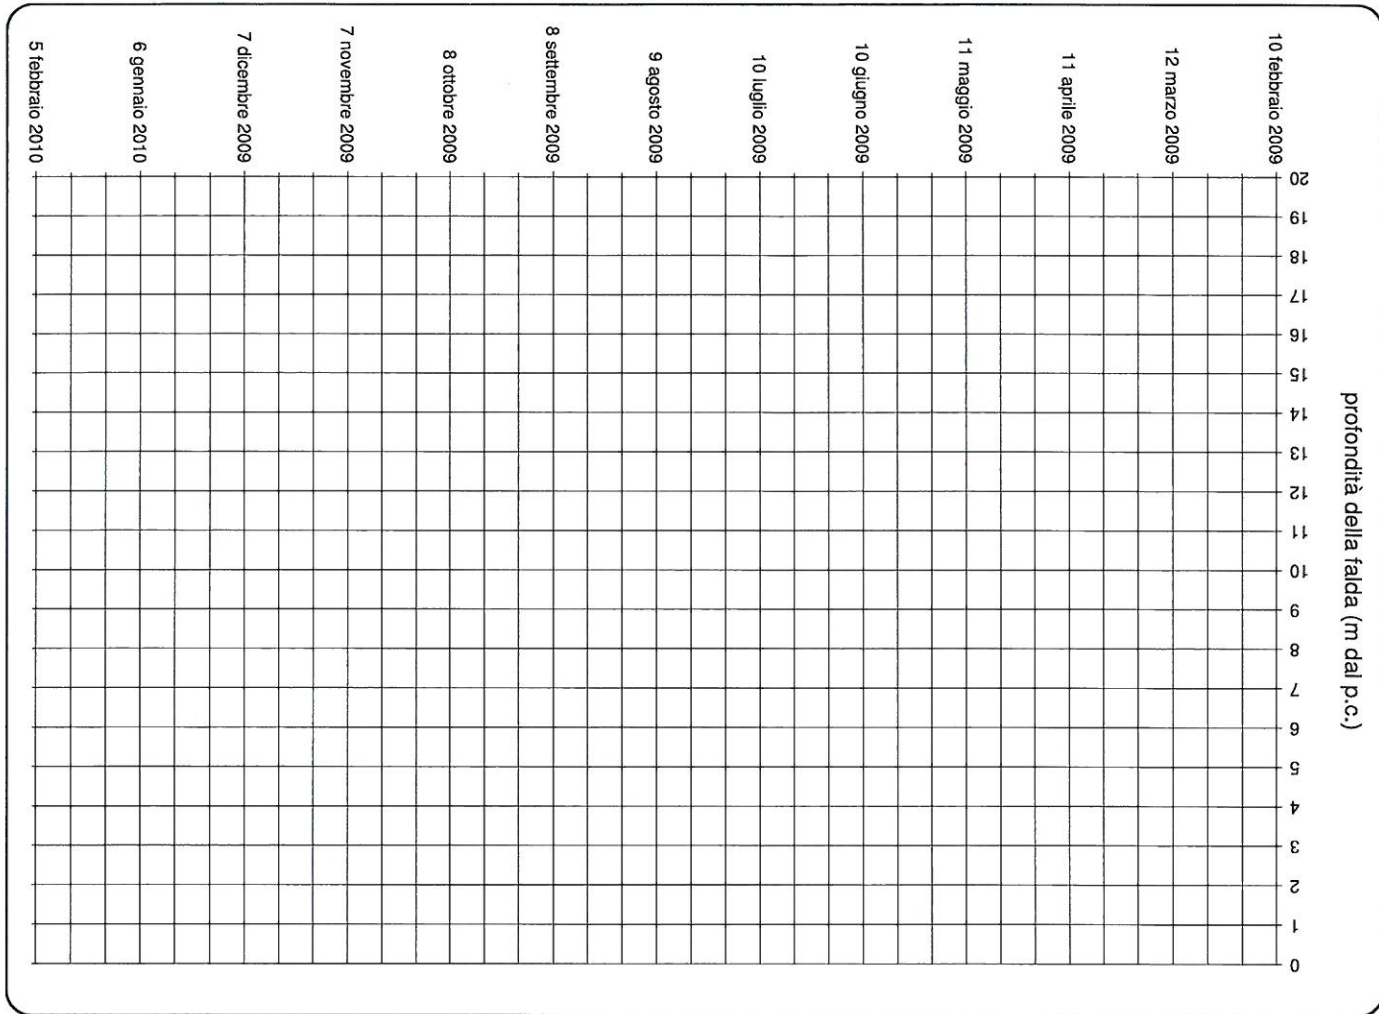 profondità della falda (m dal p.c.)
0
1
2
3
4
5
6
7
8
9
10
11
12
13
14
15
16
17
18
19
20
10 febbraio 2009
12 marzo 2009
11 aprile 2009
11 maggio 2009
10 giugno 2009
10 luglio 2009
9 agosto 2009
8 settembre 2009
8 ottobre 2009
7 novembre 2009
7 dicembre 2009
6 gennaio 2010
5 febbraio 2010